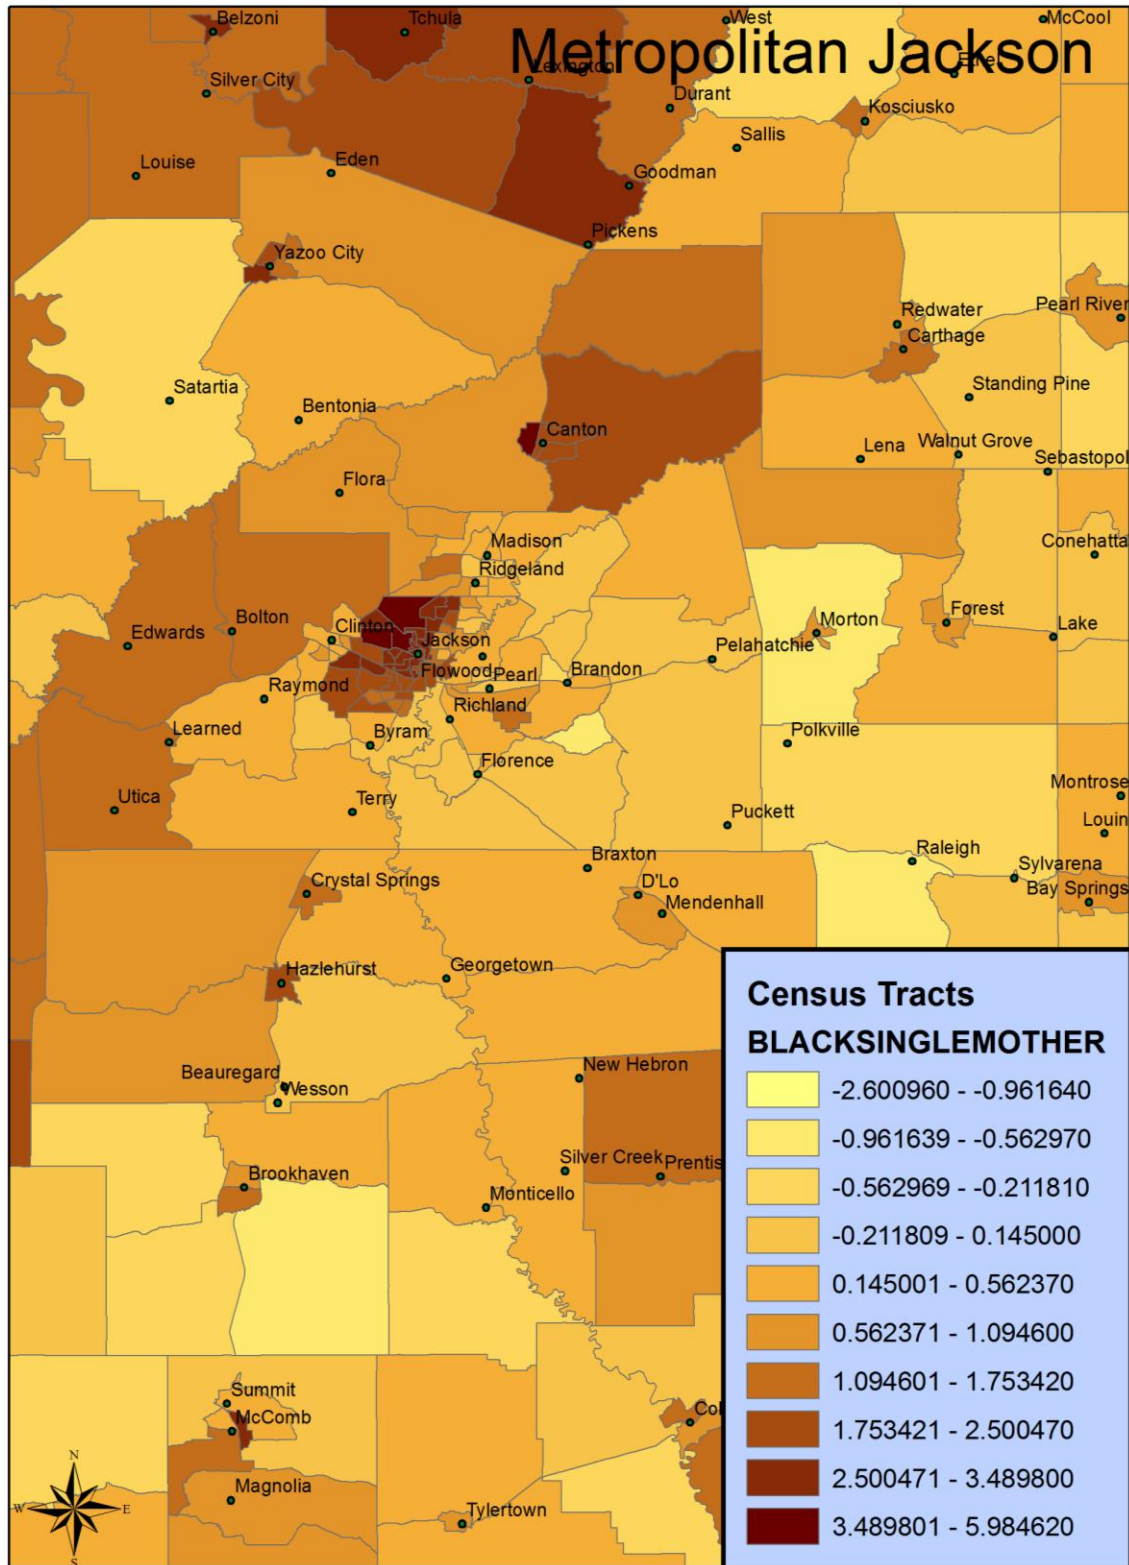 Belzoni
Tchula
West
McCool
Metropolitan Jackson
Lexington
Ethel
Silver City
Durant
Kosciusko
Sallis
Louise
Eden
Goodman
Pickens
Yazoo City
Redwater
Pearl River
Carthage
Satartia
Standing Pine
Bentonia
Canton
Lena
Walnut Grove
Sebastopol
Flora
Madison
Conehatta
Ridgeland
Bolton
Clinton
Edwards
Jackson
Morton
Forest
Lake
Flowood
Pearl
Brandon
Pelahatchie
Raymond
Richland
Learned
Byram
Polkville
Florence
Utica
Terry
Puckett
Montrose
Louin
Braxton
Raleigh
Sylvarena
Crystal Springs
D'Lo
Bay Springs
Mendenhall
Hazlehurst
Georgetown
Beauregard
Wesson
New Hebron
Brookhaven
Silver Creek
Prentis
Monticello
Summit
McComb
Col
Magnolia
Tylertown
N
W
E
S
Census Tracts
BLACKSINGLEMOTHER
-2.600960 - -0.961640
-0.961639 - -0.562970
-0.562969 - -0.211810
-0.211809 - 0.145000
0.145001 - 0.562370
0.562371 - 1.094600
1.094601 - 1.753420
1.753421 - 2.500470
2.500471 - 3.489800
3.489801 - 5.984620